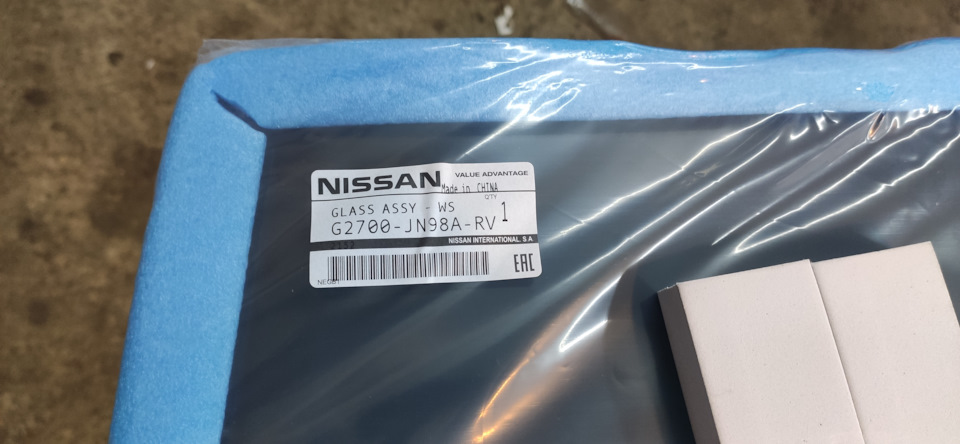 NISSAN
VALUE ADVANTAGE
Made in CHINA
QTY
GLASS ASSY - WS
1
G2700-JN98A-RV
NISSAN INTERNATIONAL. S.A
EAC